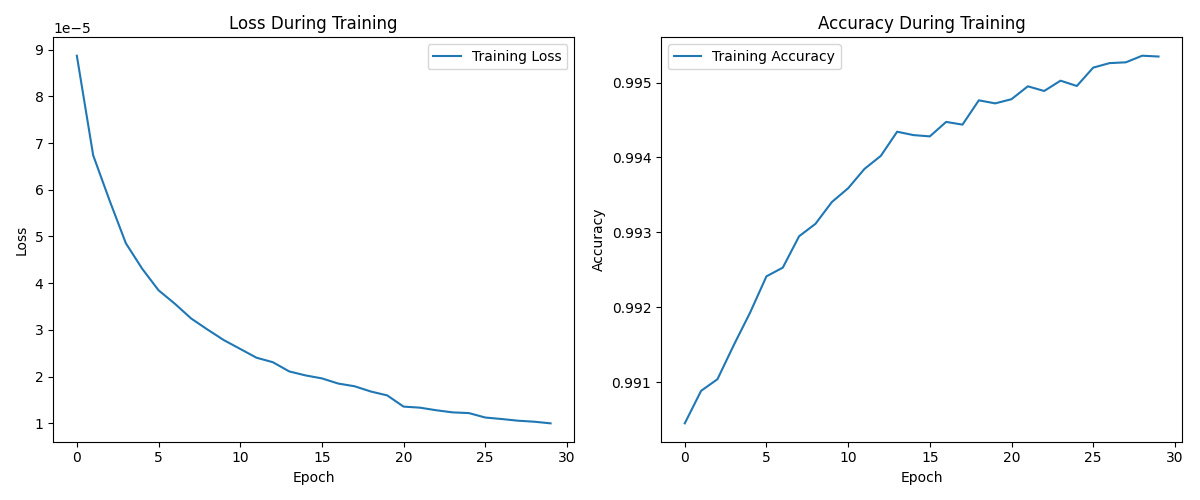 Loss During Training
1e−5
9
8
7
6
5
4
3
2
1
Loss
0 5 10 15 20 25 30
Epoch
Training Loss
Accuracy During Training
Training Accuracy
0.995
0.994
0.993
0.992
0.991
Accuracy
0 5 10 15 20 25 30
Epoch